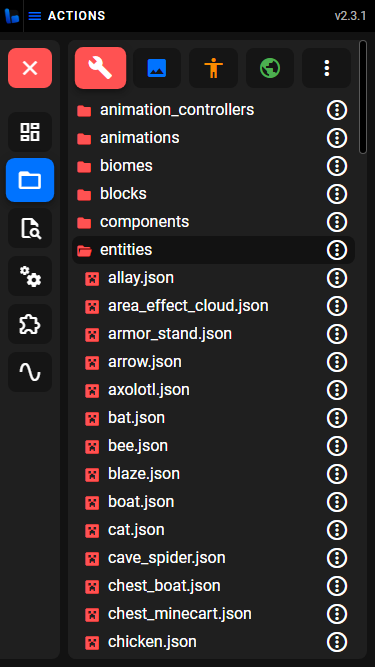 ACTIONS
v2.3.1
animation_controllers
animations
biomes
blocks
components
entities
allay.json
area_effect_cloud.json
armor_stand.json
arrow.json
axolotl.json
bat.json
bee.json
blaze.json
boat.json
cat.json
cave_spider.json
chest_boat.json
chest_minecart.json
chicken.json